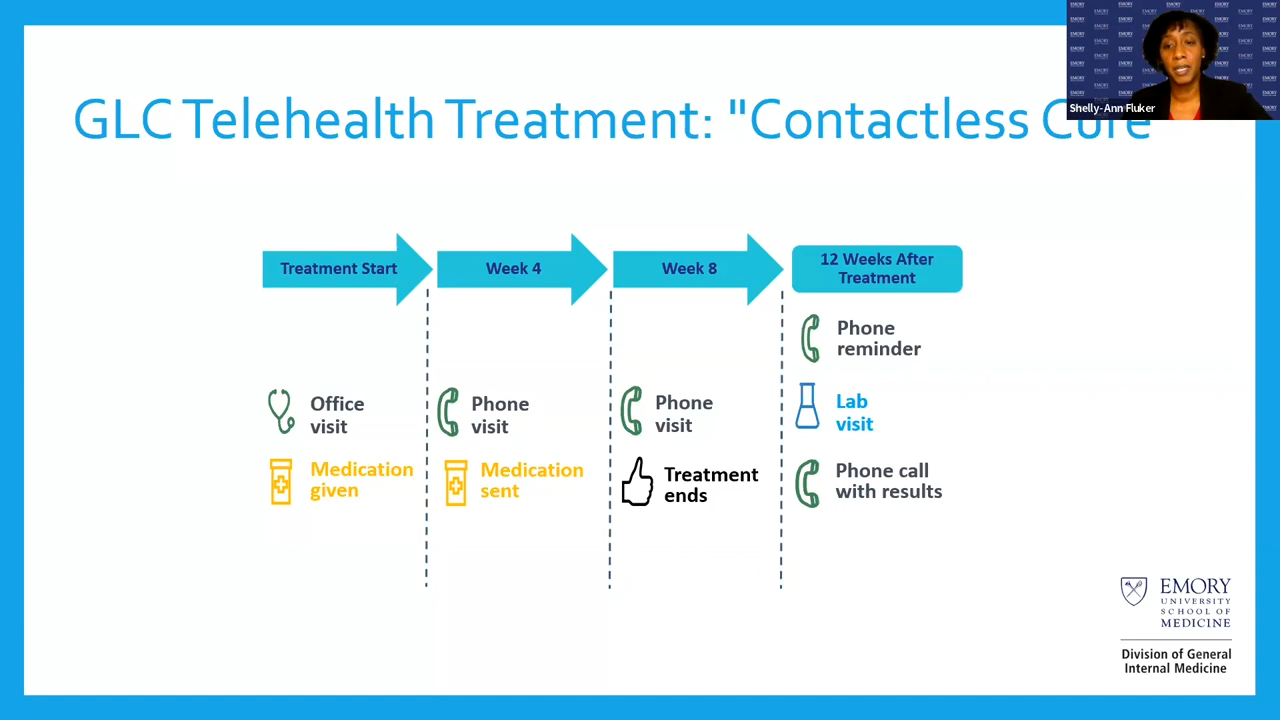 EMORY
Shelly-Ann Fluker
GLC Telehealth Treatment: "Contactless Cure
Treatment Start
Week 4
Week 8
12 Weeks After
Treatment
Office
visit
Medication
given
Phone
visit
Medication
sent
Phone
visit
Treatment
ends
Phone
reminder
Lab
visit
Phone call
with results
EMORY
UNIVERSITY
SCHOOL OF
MEDICINE
Division of General
Internal Medicine